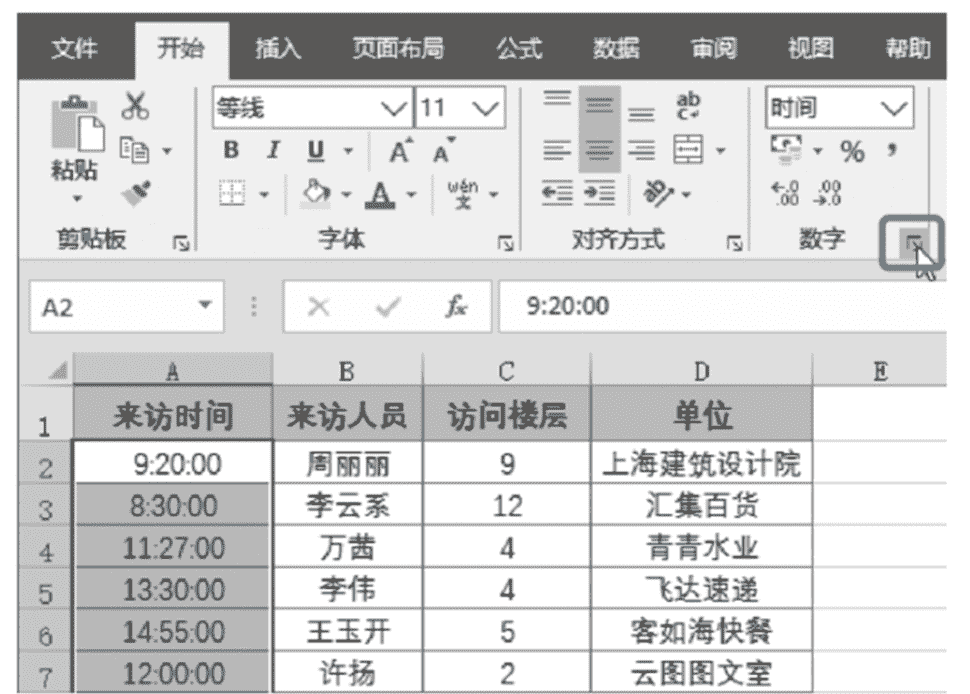 文件 开始 插入 页面布局 公式 数据 审阅 视图 帮助
等线 11 ab c 时间
粘贴 B I U A A % ,
A wén 文 ab ←.0 .00 .00 →.0
剪贴板 字体 对齐方式 数字
A2 fx 9:20:00
A B C D E
1 来访时间 来访人员 访问楼层 单位
2 9:20:00 周丽丽 9 上海建筑设计院
3 8:30:00 李云系 12 汇集百货
4 11:27:00 万茜 4 青青水业
5 13:30:00 李伟 4 飞达速递
6 14:55:00 王玉开 5 客如海快餐
7 12:00:00 许扬 2 云图图文室